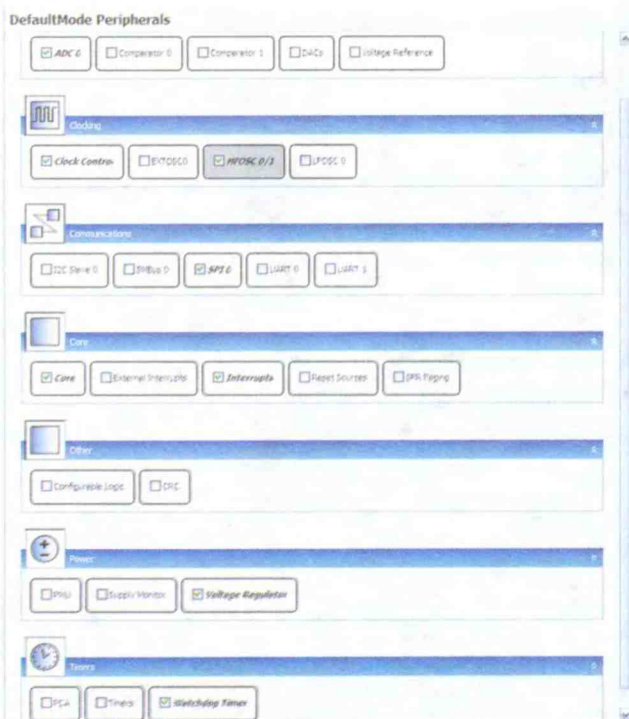 DefaultMode Peripherals
ADC 0 Comparator 0 Comparator 1 DACs Voltage Reference
Clocking
Clock Control EXTOSC0 HFOSC 0/1 LFOSC 0
Communications
I2C Slave 0 SMBus 0 SPI 0 UART 0 UART 1
Core
Core External Interrupts Interrupts Reset Sources SFR Paging
Other
Configurable Logic CRC
Power
PMU Supply Monitor Voltage Regulator
Timers
PCA Timers Watchdog Timer